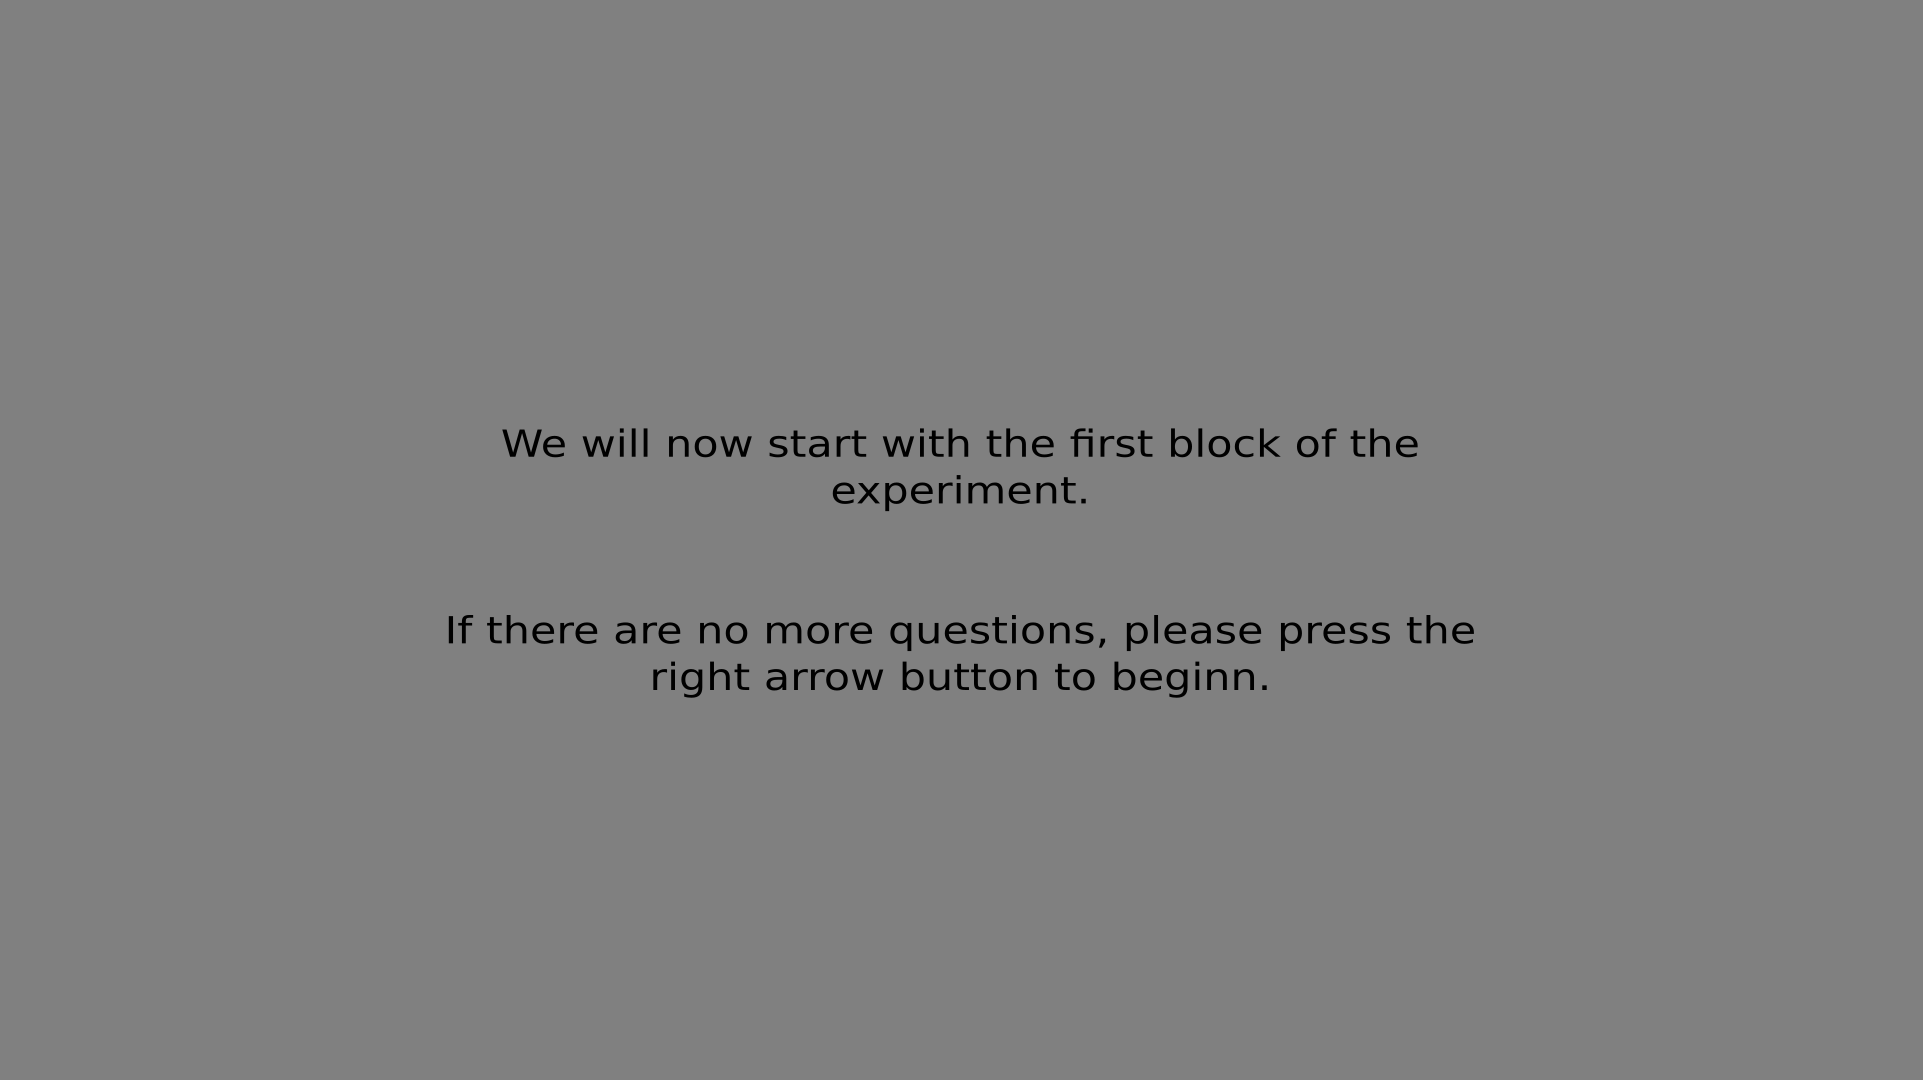 We will now start with the first block of the
experiment.
If there are no more questions, please press the
right arrow button to beginn.